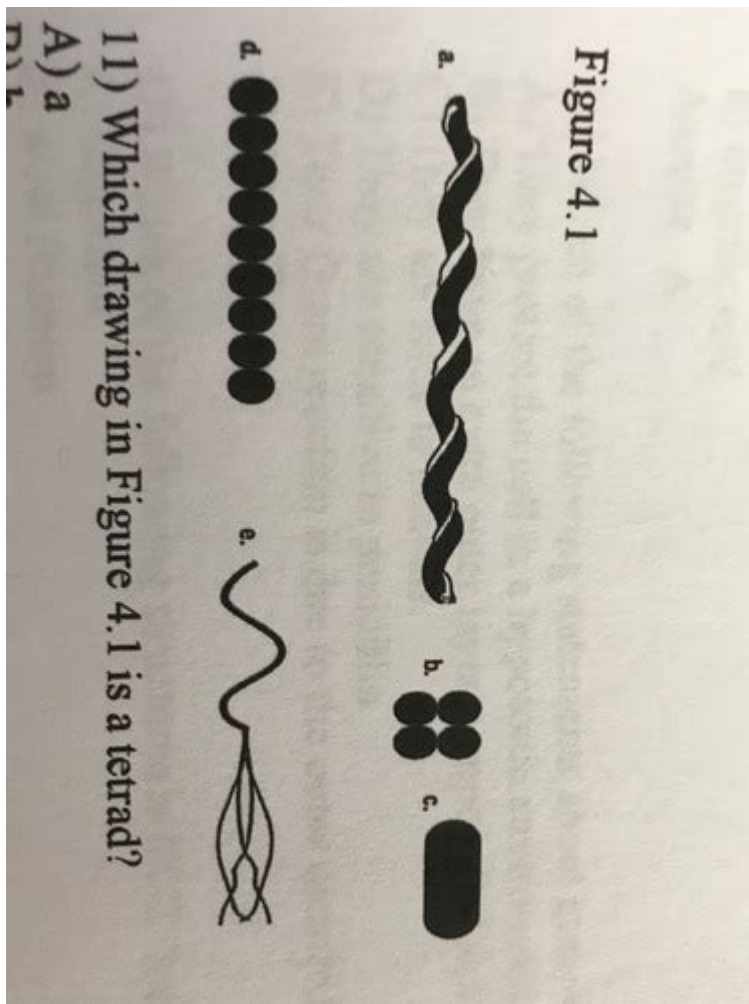 Figure 4.1
a.
b.
c.
d.
e.
11) Which drawing in Figure 4.1 is a tetrad?
A) a